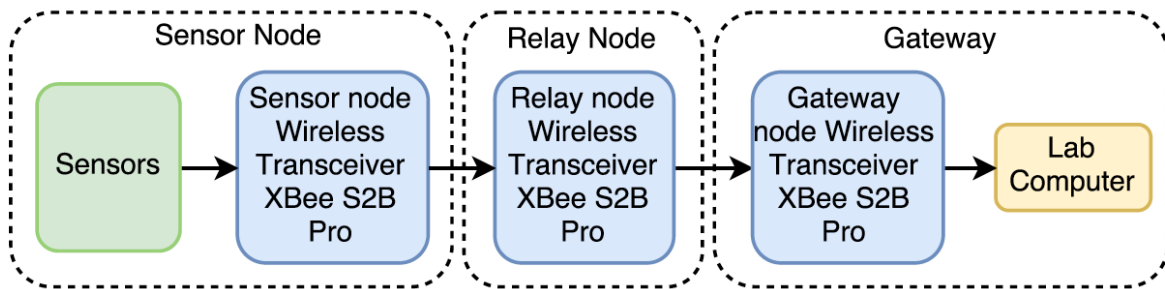 Sensor Node
Relay Node
Gateway
Sensors
Sensor node
Wireless
Transceiver
XBee S2B
Pro
Relay node
Wireless
Transceiver
XBee S2B
Pro
Gateway
node Wireless
Transceiver
XBee S2B
Pro
Lab
Computer